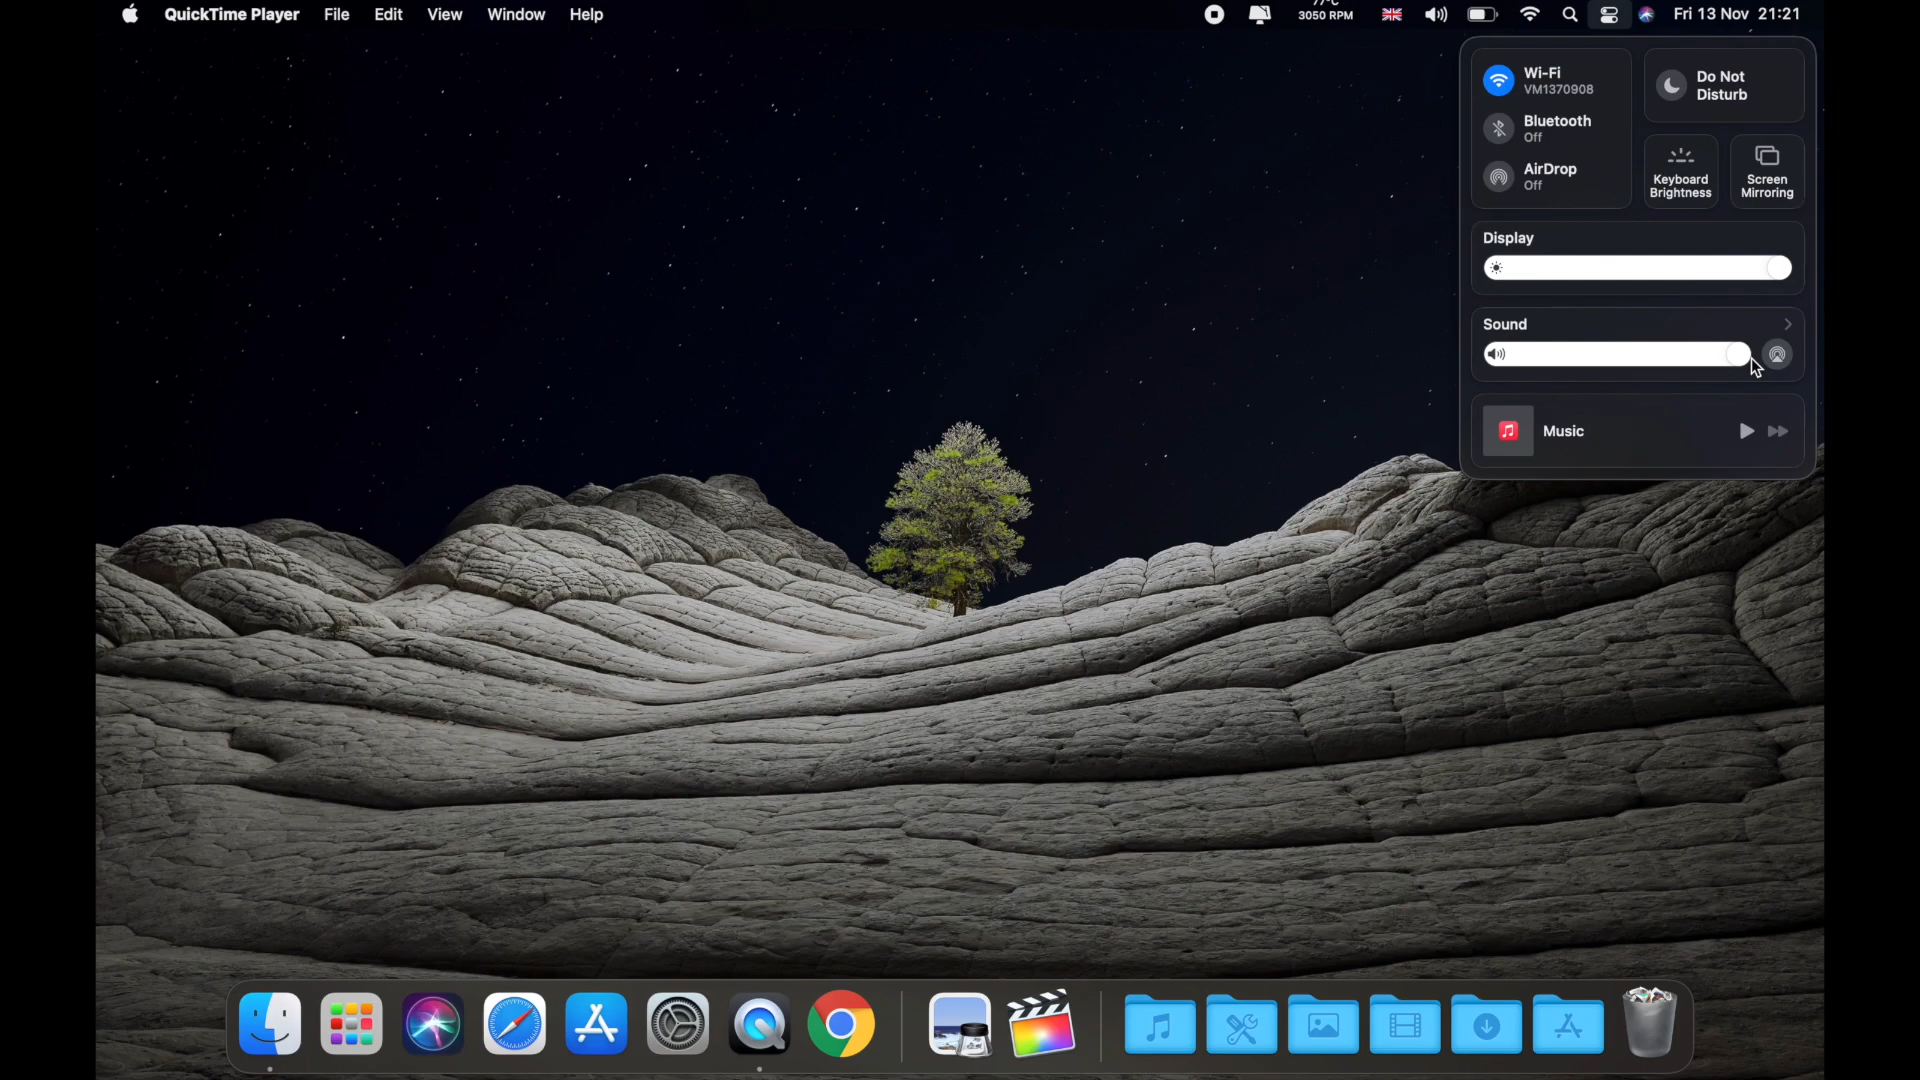 QuickTime Player File Edit View Window Help
77°C
3050 RPM
Fri 13 Nov 21:21
Wi-Fi
VM1370908
Bluetooth
Off
AirDrop
Off
Do Not
Disturb
Keyboard
Brightness
Screen
Mirroring
Display
Sound
Music